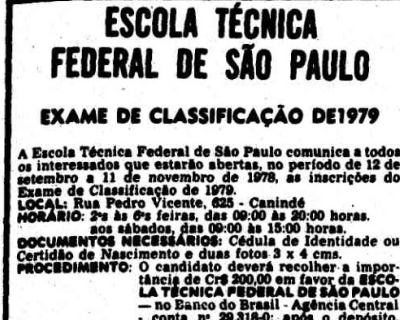 ESCOLA TÉCNICA
FEDERAL DE SÃO PAULO
EXAME DE CLASSIFICAÇÃO DE1979
A Escola Técnica Federal de São Paulo comunica a todos
os interessados que estarão abertas, no período de 12 de
setembro a 11 de novembro de 1978, as inscrições do
Exame de Classificação de 1979.
LOCAL: Rua Pedro Vicente, 625 - Canindé
HORÁRIO: 2ªs às 6ªs feiras, das 09:00 às 20:00 horas.
aos sábados, das 09:00 às 15:00 horas.
DOCUMENTOS NECESSÁRIOS: Cédula de Identidade ou
Certidão de Nascimento e duas fotos 3 x 4 cms.
PROCEDIMENTO: O candidato deverá recolher a impor-
tância de Cr$ 200,00 em favor da ESCO-
LA TÉCNICA FEDERAL DE SÃO PAULO
— no Banco do Brasil - Agência Central
- conta nº 29.318-0; após o depósito,